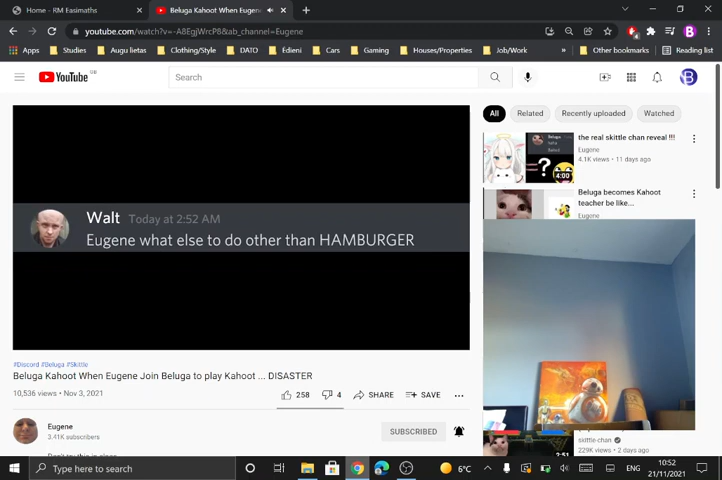 Home - RM Easimaths
Beluga Kahoot When Eugene
youtube.com/watch?v=-A8EgjWrcP8&ab_channel=Eugene
Apps
Studies
Augu lietas
Clothing/Style
DATO
Edieni
Cars
Gaming
Houses/Properties
Job/Work
»
Other bookmarks
Reading list
YouTube
Search
All
Related
Recently uploaded
Watched
Walt Today at 2:52 AM
Eugene what else to do other than HAMBURGER
the real skittle chan reveal !!!
Eugene
4.1K views • 11 days ago
4:00
Beluga becomes Kahoot
teacher be like...
Eugene
#Discord #Beluga #Skittle
Beluga Kahoot When Eugene Join Beluga to play Kahoot ... DISASTER
10,536 views • Nov 3, 2021
258
4
SHARE
SAVE
Eugene
3.41K subscribers
SUBSCRIBED
skittle-chan
229K views • 2 days ago
2:51
Type here to search
6°C
ENG
10:52
21/11/2021